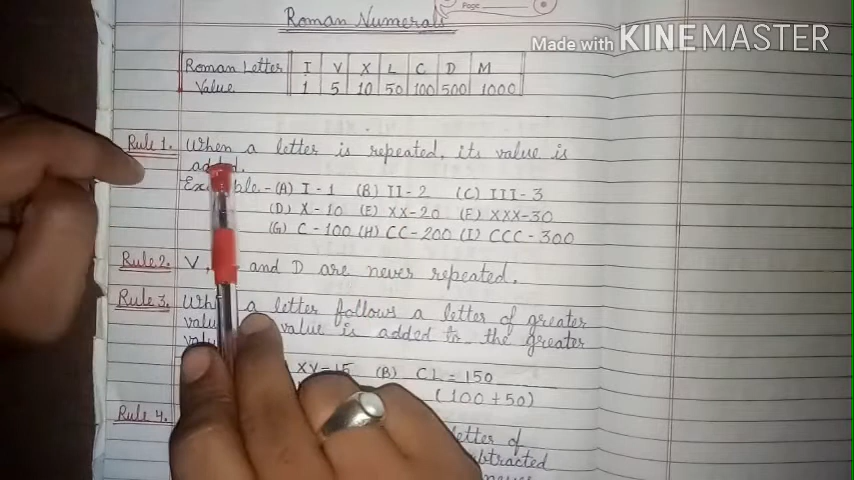 Page
Roman Numerals
Made with KINEMASTER
Roman Letter I V X L C D M
Value 1 5 10 50 100 500 1000
Rule 1. When a letter is repeated, its value is
added.
Example - (A) I - 1 (B) II - 2 (C) III - 3
(D) X - 10 (E) XX - 20 (F) XXX - 30
(G) C - 100 (H) CC - 200 (I) CCC - 300
Rule 2. V, and D are never repeated.
Rule 3. When a letter follows a letter of greater
value is added to the greater
XV = 15 (B) CL = 150
(100 + 50)
Rule 4. letter of